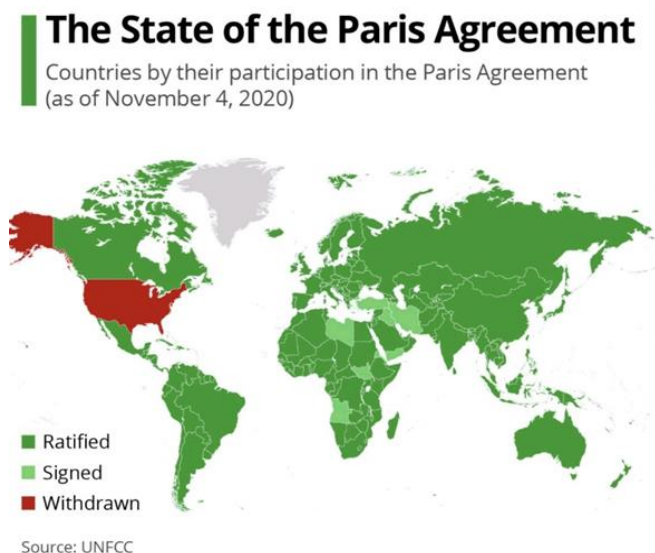 The State of the Paris Agreement
Countries by their participation in the Paris Agreement
(as of November 4, 2020)
Ratified
Signed
Withdrawn
Source: UNFCC